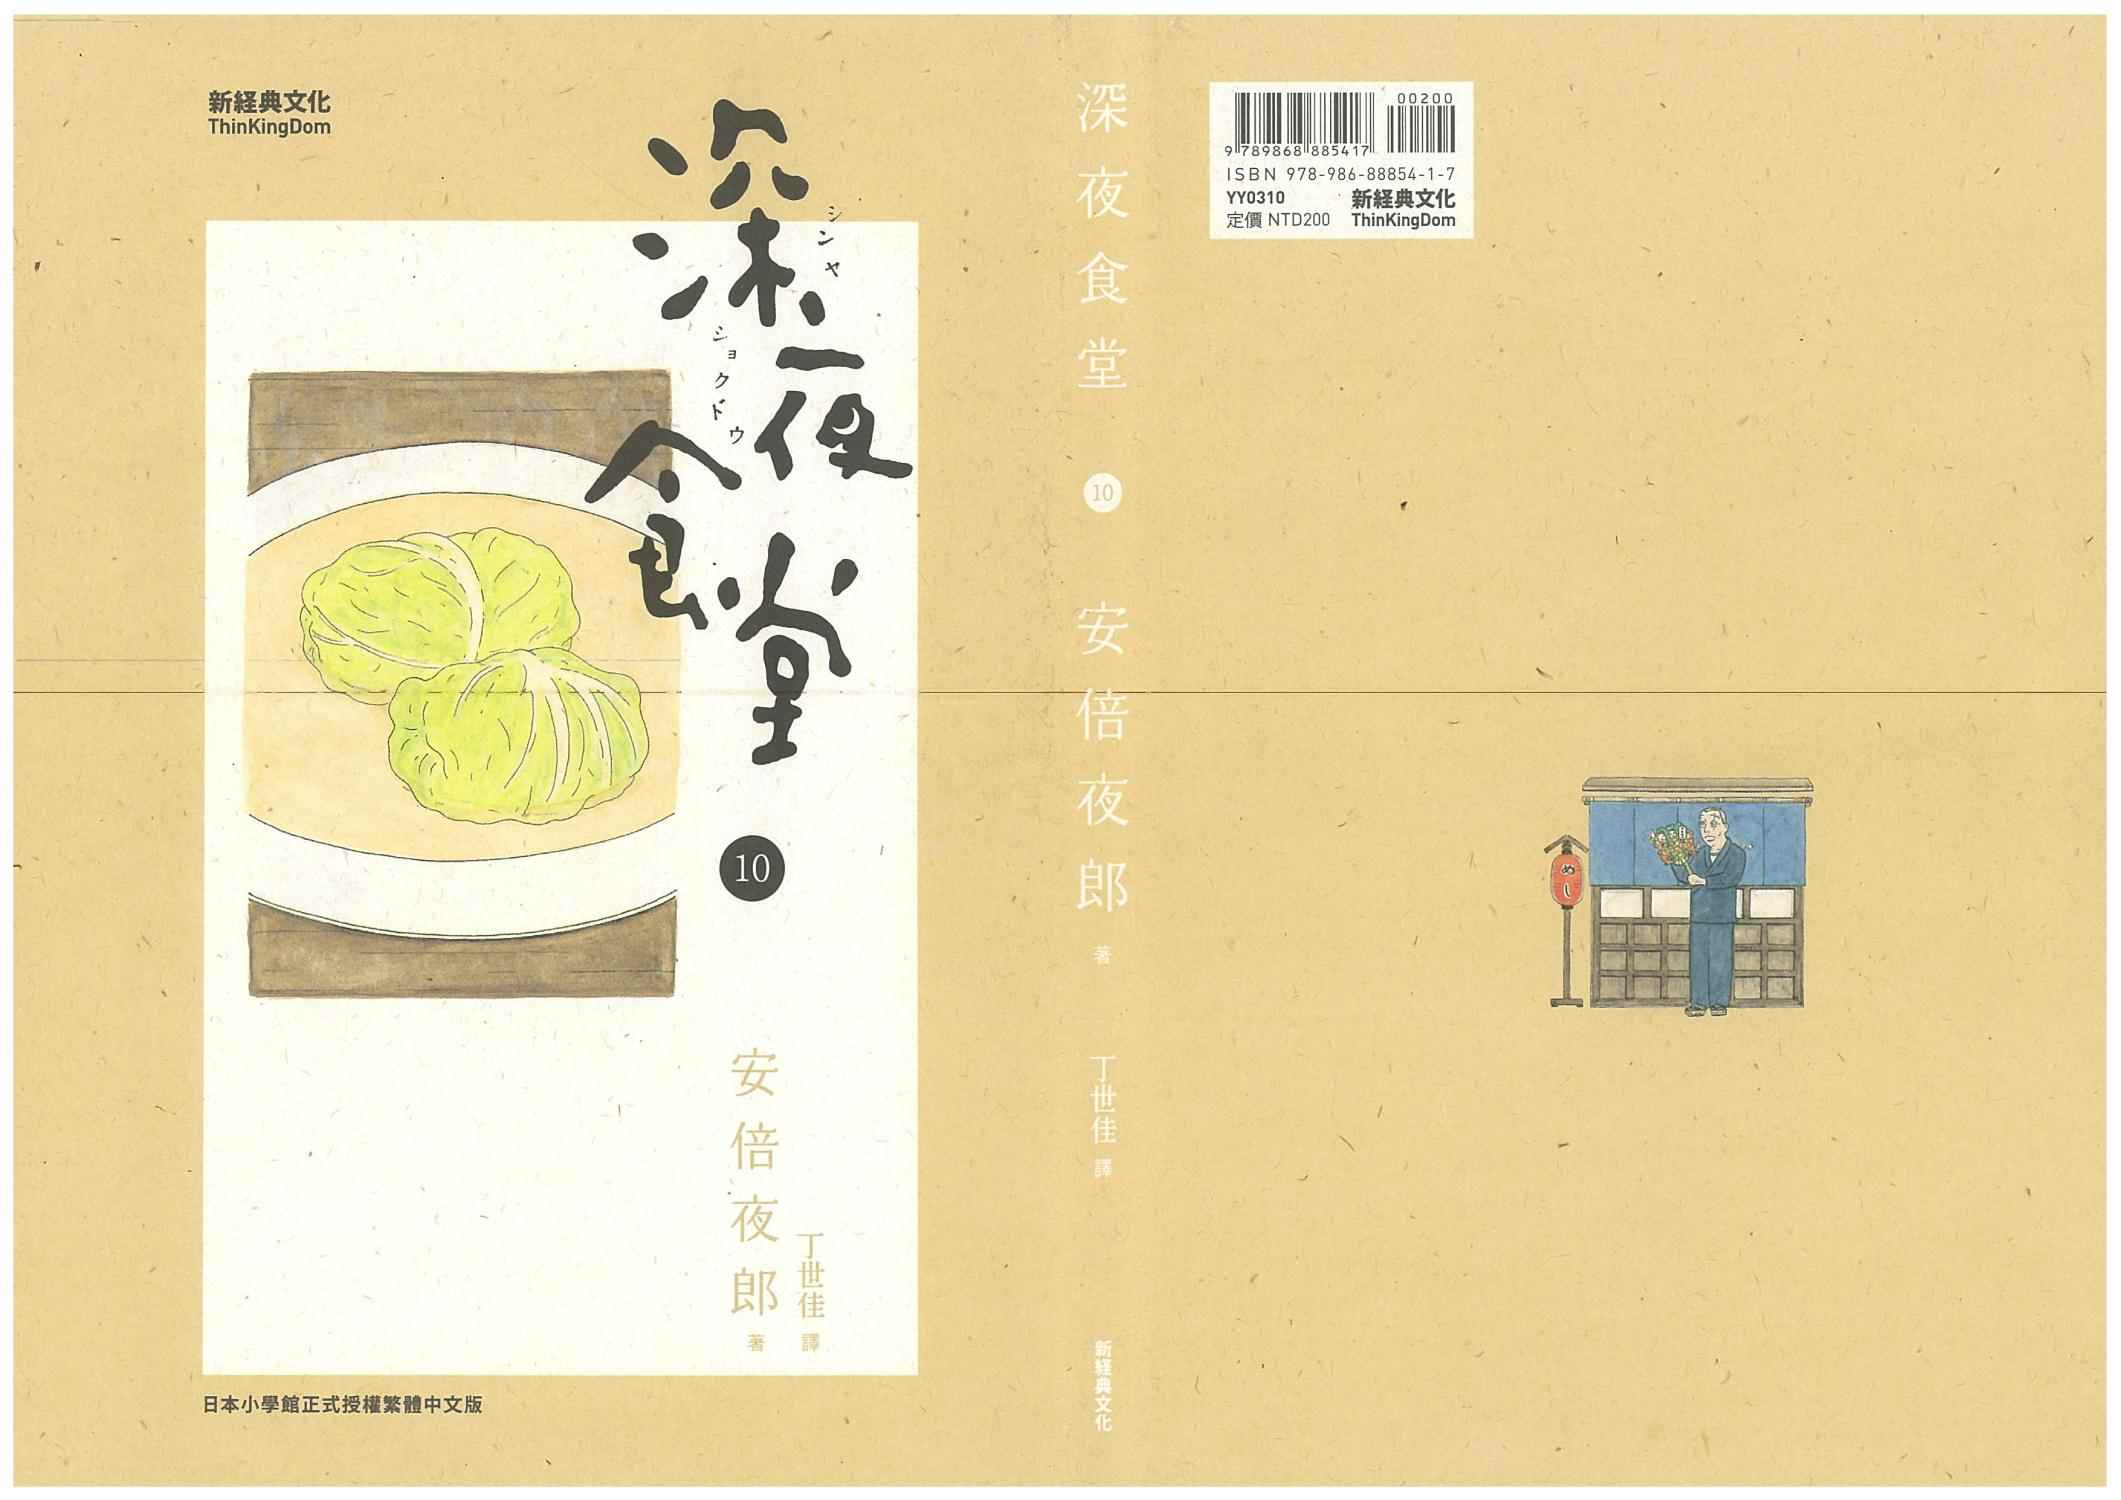 新経典文化
ThinKingDom
深夜食堂
シンヤ
ショクドウ
10
安倍夜郎 著
丁世佳 譯
日本小學館正式授權繁體中文版
深夜食堂 10 安倍夜郎 著 丁世佳 譯 新経典文化
00200
9 789868 885417
ISBN 978-986-88854-1-7
YY0310 新経典文化
定價 NTD200 ThinKingDom
めし